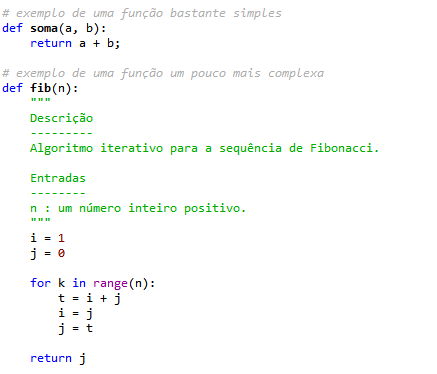 # exemplo de uma função bastante simples
def soma(a, b):
    return a + b;

# exemplo de uma função um pouco mais complexa
def fib(n):
    """
    Descrição
    ---------
    Algoritmo iterativo para a sequência de Fibonacci.

    Entradas
    --------
    n : um número inteiro positivo.
    """
    i = 1
    j = 0

    for k in range(n):
        t = i + j
        i = j
        j = t

    return j